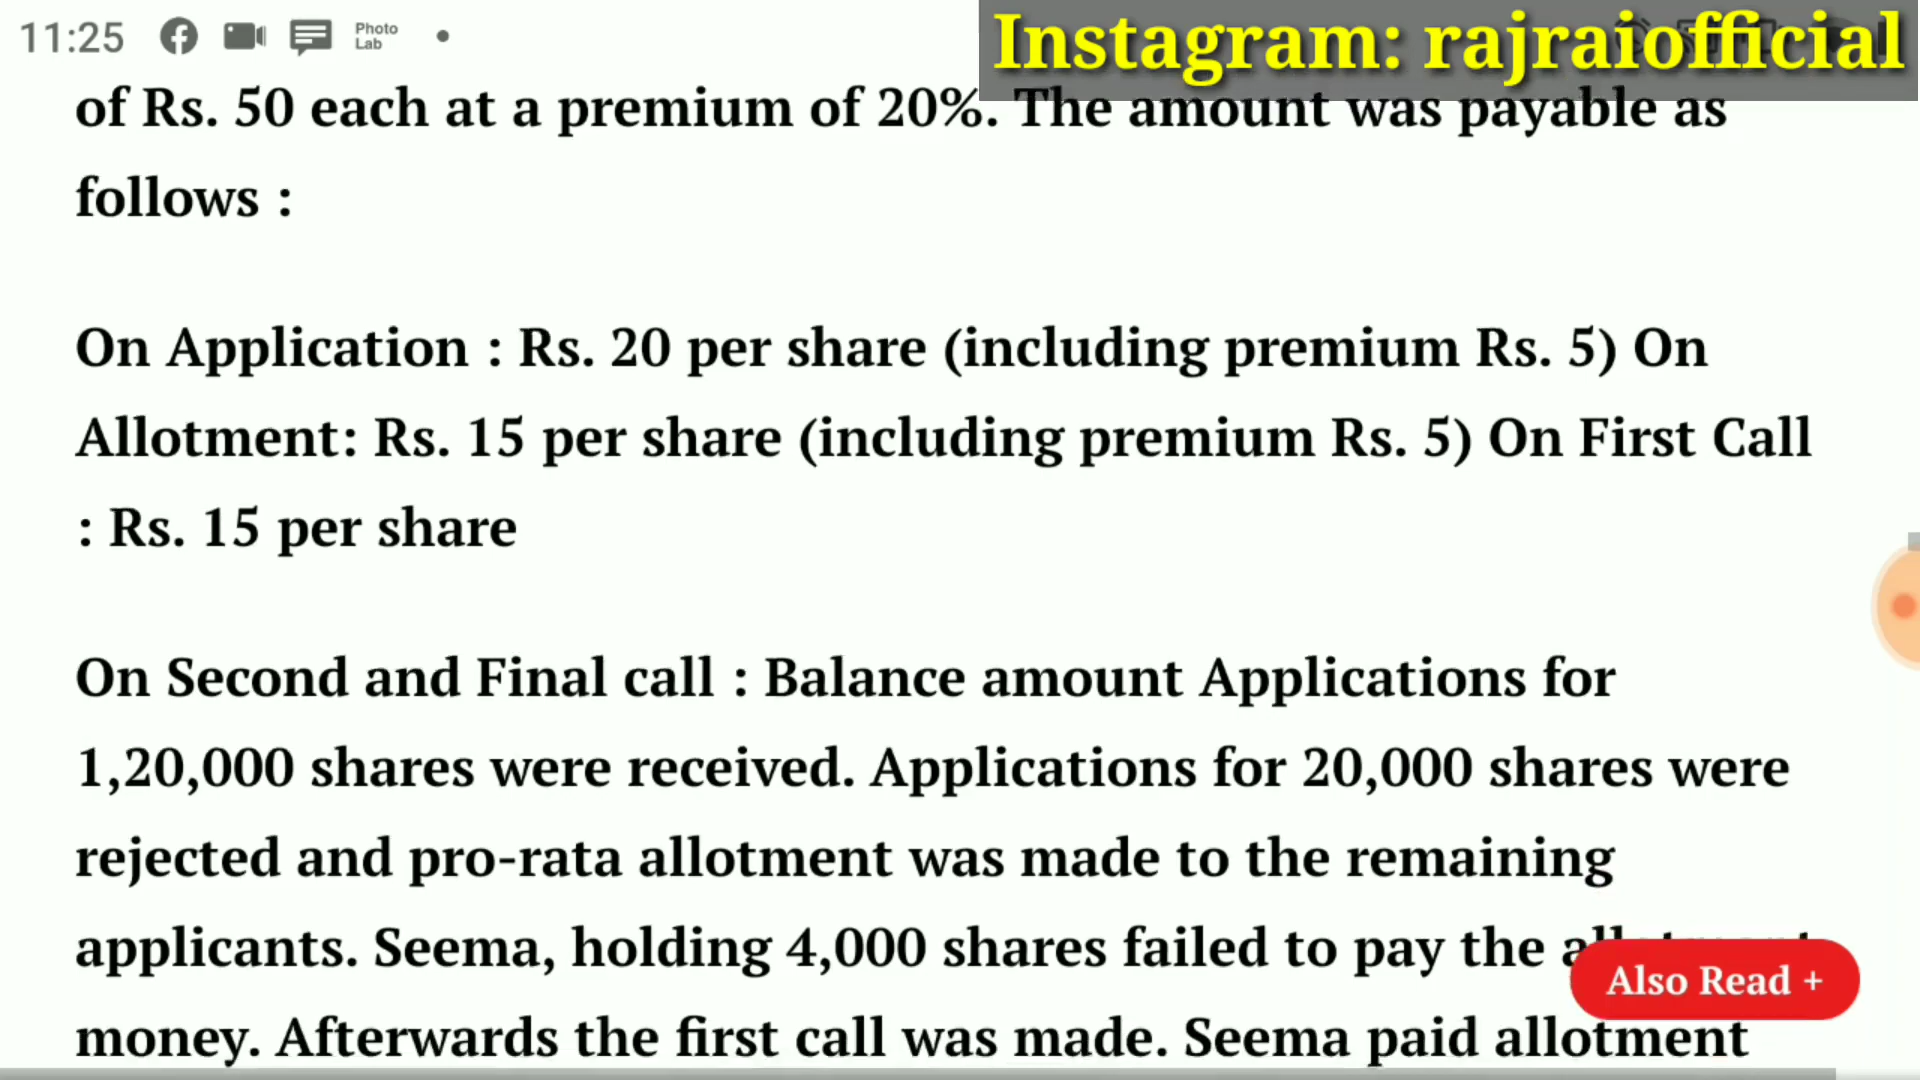 11:25 Photo Lab
Instagram: rajraiofficial
of Rs. 50 each at a premium of 20%. The amount was payable as
follows :
On Application : Rs. 20 per share (including premium Rs. 5) On
Allotment: Rs. 15 per share (including premium Rs. 5) On First Call
: Rs. 15 per share
On Second and Final call : Balance amount Applications for
1,20,000 shares were received. Applications for 20,000 shares were
rejected and pro-rata allotment was made to the remaining
applicants. Seema, holding 4,000 shares failed to pay the
Also Read +
money. Afterwards the first call was made. Seema paid allotment